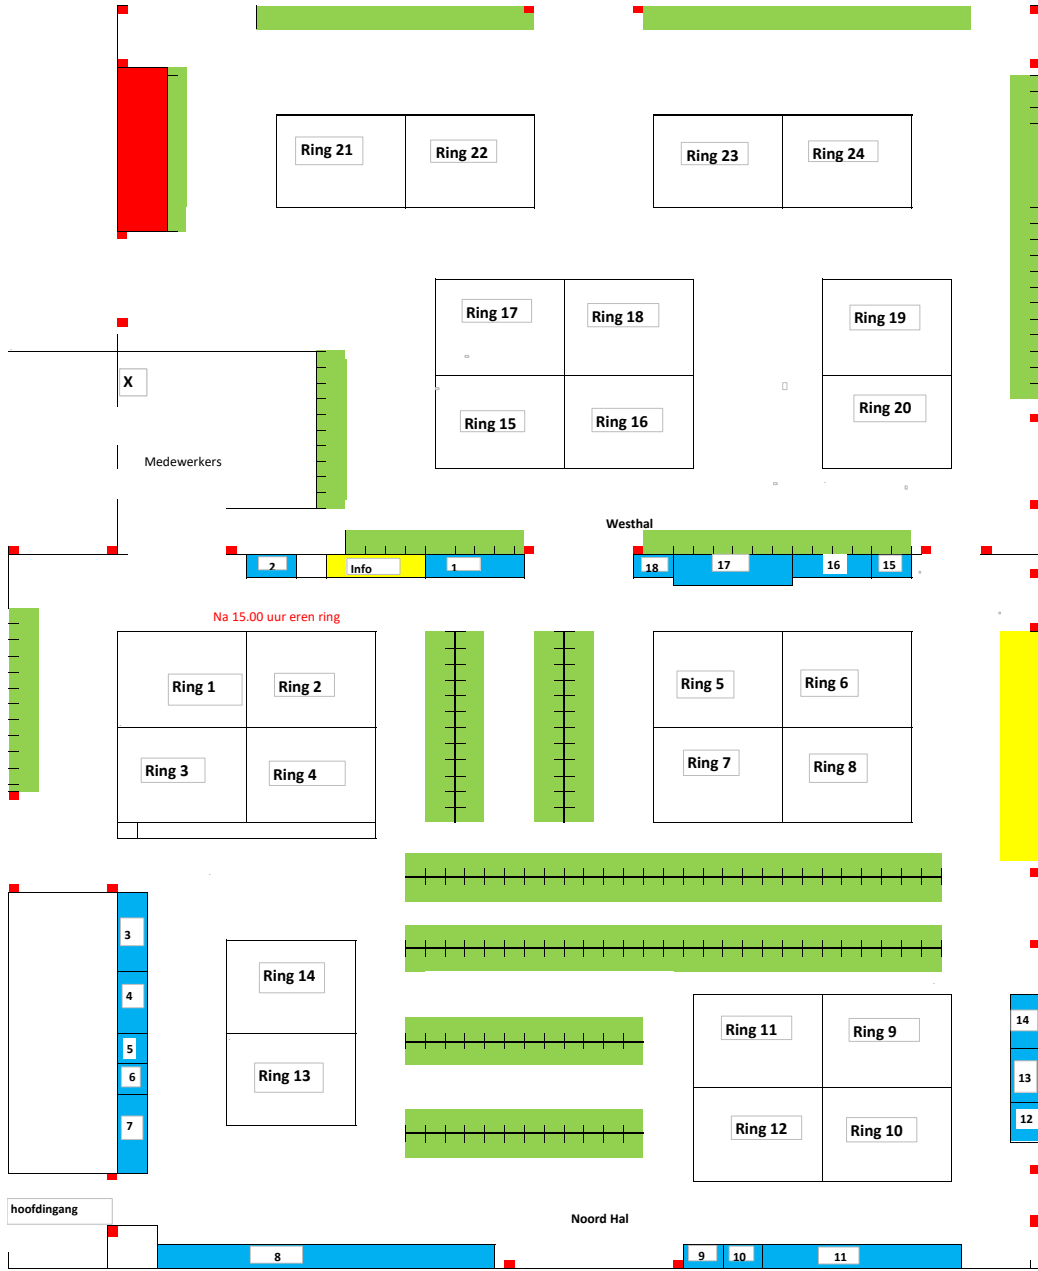 Ring 21
Ring 22
Ring 23
Ring 24
Ring 17
Ring 18
Ring 19
X
Ring 15
Ring 16
Ring 20
Medewerkers
Westhal
2
Info
1
18
17
16
15
Na 15.00 uur eren ring
Ring 1
Ring 2
Ring 5
Ring 6
Ring 3
Ring 4
Ring 7
Ring 8
3
Ring 14
4
Ring 11
Ring 9
14
5
6
Ring 13
13
7
Ring 12
Ring 10
12
hoofdingang
Noord Hal
8
9
10
11